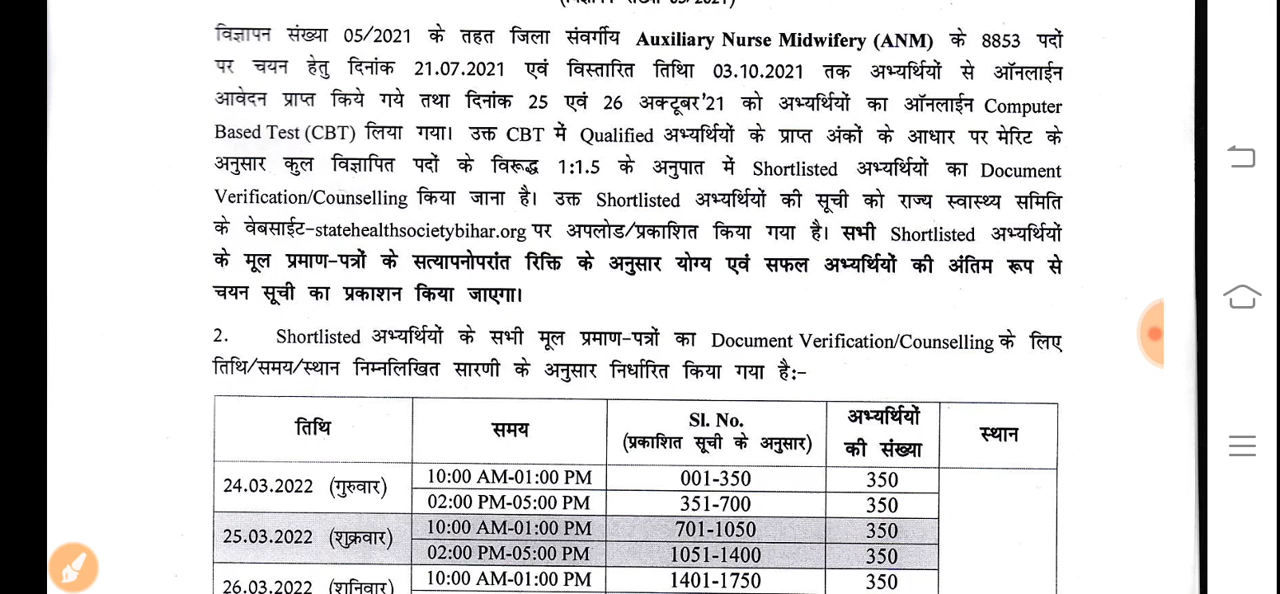 (विज्ञापन संख्या 05/2021)
विज्ञापन संख्या 05/2021 के तहत जिला संवर्गीय Auxiliary Nurse Midwifery (ANM) के 8853 पदों
पर चयन हेतु दिनांक 21.07.2021 एवं विस्तारित तिथि 03.10.2021 तक अभ्यर्थियों से ऑनलाईन
आवेदन प्राप्त किये गये तथा दिनांक 25 एवं 26 अक्टूबर'21 को अभ्यर्थियों का ऑनलाईन Computer
Based Test (CBT) लिया गया। उक्त CBT में Qualified अभ्यर्थियों के प्राप्त अंकों के आधार पर मेरिट के
अनुसार कुल विज्ञापित पदों के विरूद्ध 1:1.5 के अनुपात में Shortlisted अभ्यर्थियों का Document
Verification/Counselling किया जाना है। उक्त Shortlisted अभ्यर्थियों की सूची को राज्य स्वास्थ्य समिति
के वेबसाईट-statehealthsocietybihar.org पर अपलोड/प्रकाशित किया गया है। सभी Shortlisted अभ्यर्थियों
के मूल प्रमाण-पत्रों के सत्यापनोपरांत रिक्ति के अनुसार योग्य एवं सफल अभ्यर्थियों की अंतिम रूप से
चयन सूची का प्रकाशन किया जाएगा।
2. Shortlisted अभ्यर्थियों के सभी मूल प्रमाण-पत्रों का Document Verification/Counselling के लिए
तिथि/समय/स्थान निम्नलिखित सारणी के अनुसार निर्धारित किया गया है:-
तिथि समय Sl. No. (प्रकाशित सूची के अनुसार) अभ्यर्थियों की संख्या स्थान
24.03.2022 (गुरुवार) 10:00 AM-01:00 PM 001-350 350
02:00 PM-05:00 PM 351-700 350
25.03.2022 (शुक्रवार) 10:00 AM-01:00 PM 701-1050 350
02:00 PM-05:00 PM 1051-1400 350
26.03.2022 (शनिवार) 10:00 AM-01:00 PM 1401-1750 350